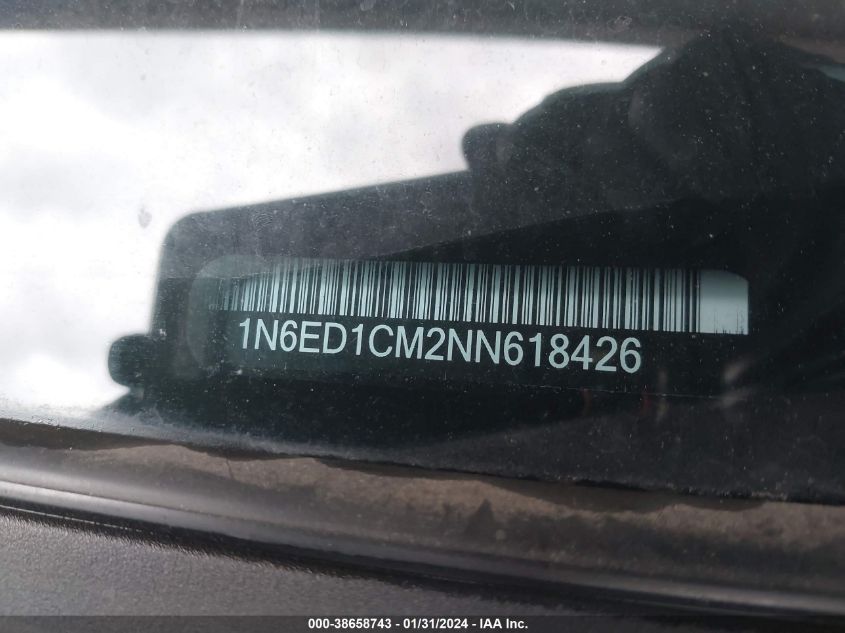 1N6ED1CM2NN618426
000-38658743 - 01/31/2024 - IAA Inc.